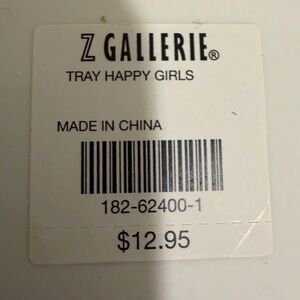 Z GALLERIE®
TRAY HAPPY GIRLS
MADE IN CHINA
182-62400-1
$12.95